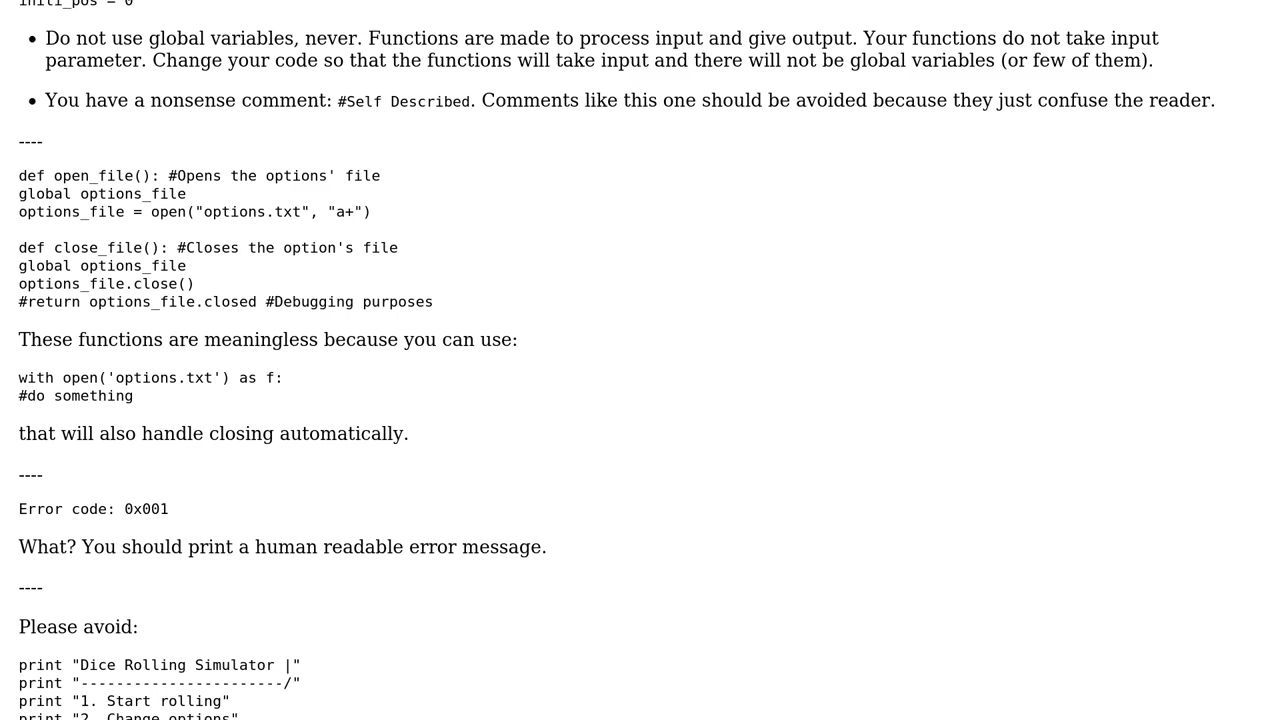 initi_pos = 0
• Do not use global variables, never. Functions are made to process input and give output. Your functions do not take input
parameter. Change your code so that the functions will take input and there will not be global variables (or few of them).
• You have a nonsense comment: #Self Described. Comments like this one should be avoided because they just confuse the reader.
----
def open_file(): #Opens the options' file
global options_file
options_file = open("options.txt", "a+")
def close_file(): #Closes the option's file
global options_file
options_file.close()
#return options_file.closed #Debugging purposes
These functions are meaningless because you can use:
with open('options.txt') as f:
#do something
that will also handle closing automatically.
----
Error code: 0x001
What? You should print a human readable error message.
----
Please avoid:
print "Dice Rolling Simulator |"
print "-----------------------/"
print "1. Start rolling"
print "2. Change options"